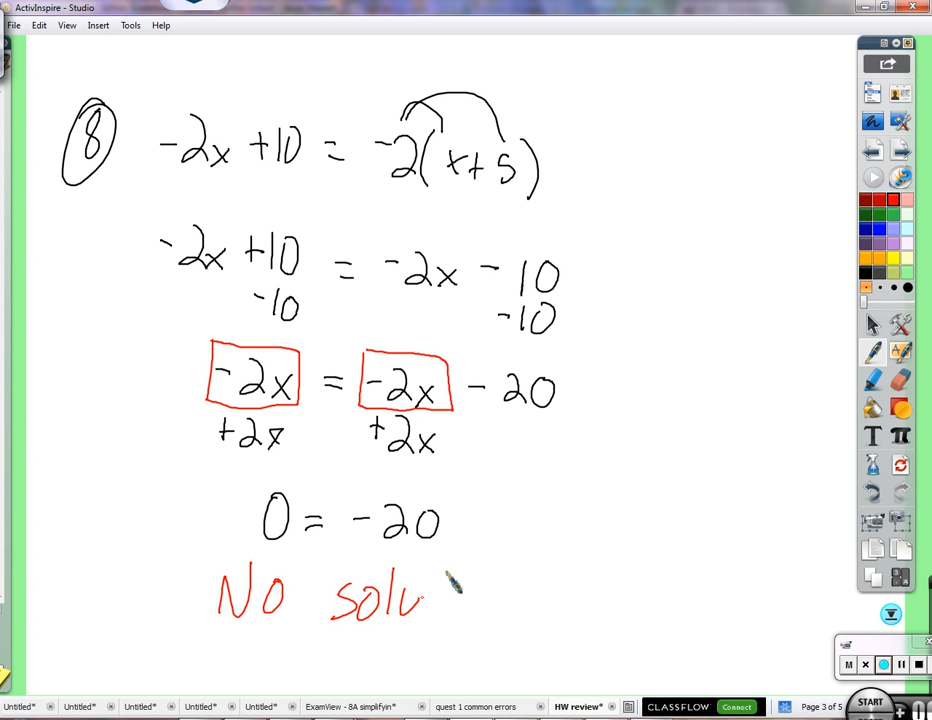 ActivInspire - Studio
File Edit View Insert Tools Help
8 -2x +10 = -2(x+5)
-2x +10 = -2x - 10
-10 -10
-2x = -2x - 20
+2x +2x
0 = -20
No solu
M
Untitled* Untitled* Untitled* Untitled* Untitled* ExamView - 8A simplifyin* quest 1 common errors HW review* CLASSFLOW Connect Page 3 of 5
START